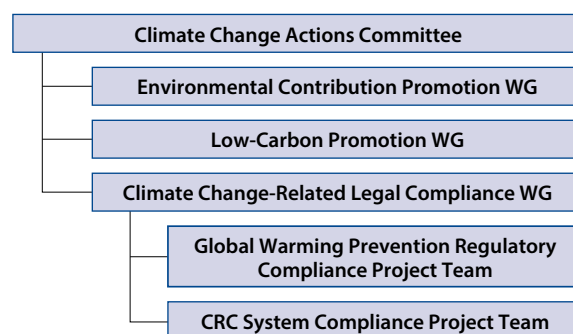 Climate Change Actions Committee
Environmental Contribution Promotion WG
Low-Carbon Promotion WG
Climate Change-Related Legal Compliance WG
Global Warming Prevention Regulatory
Compliance Project Team
CRC System Compliance Project Team